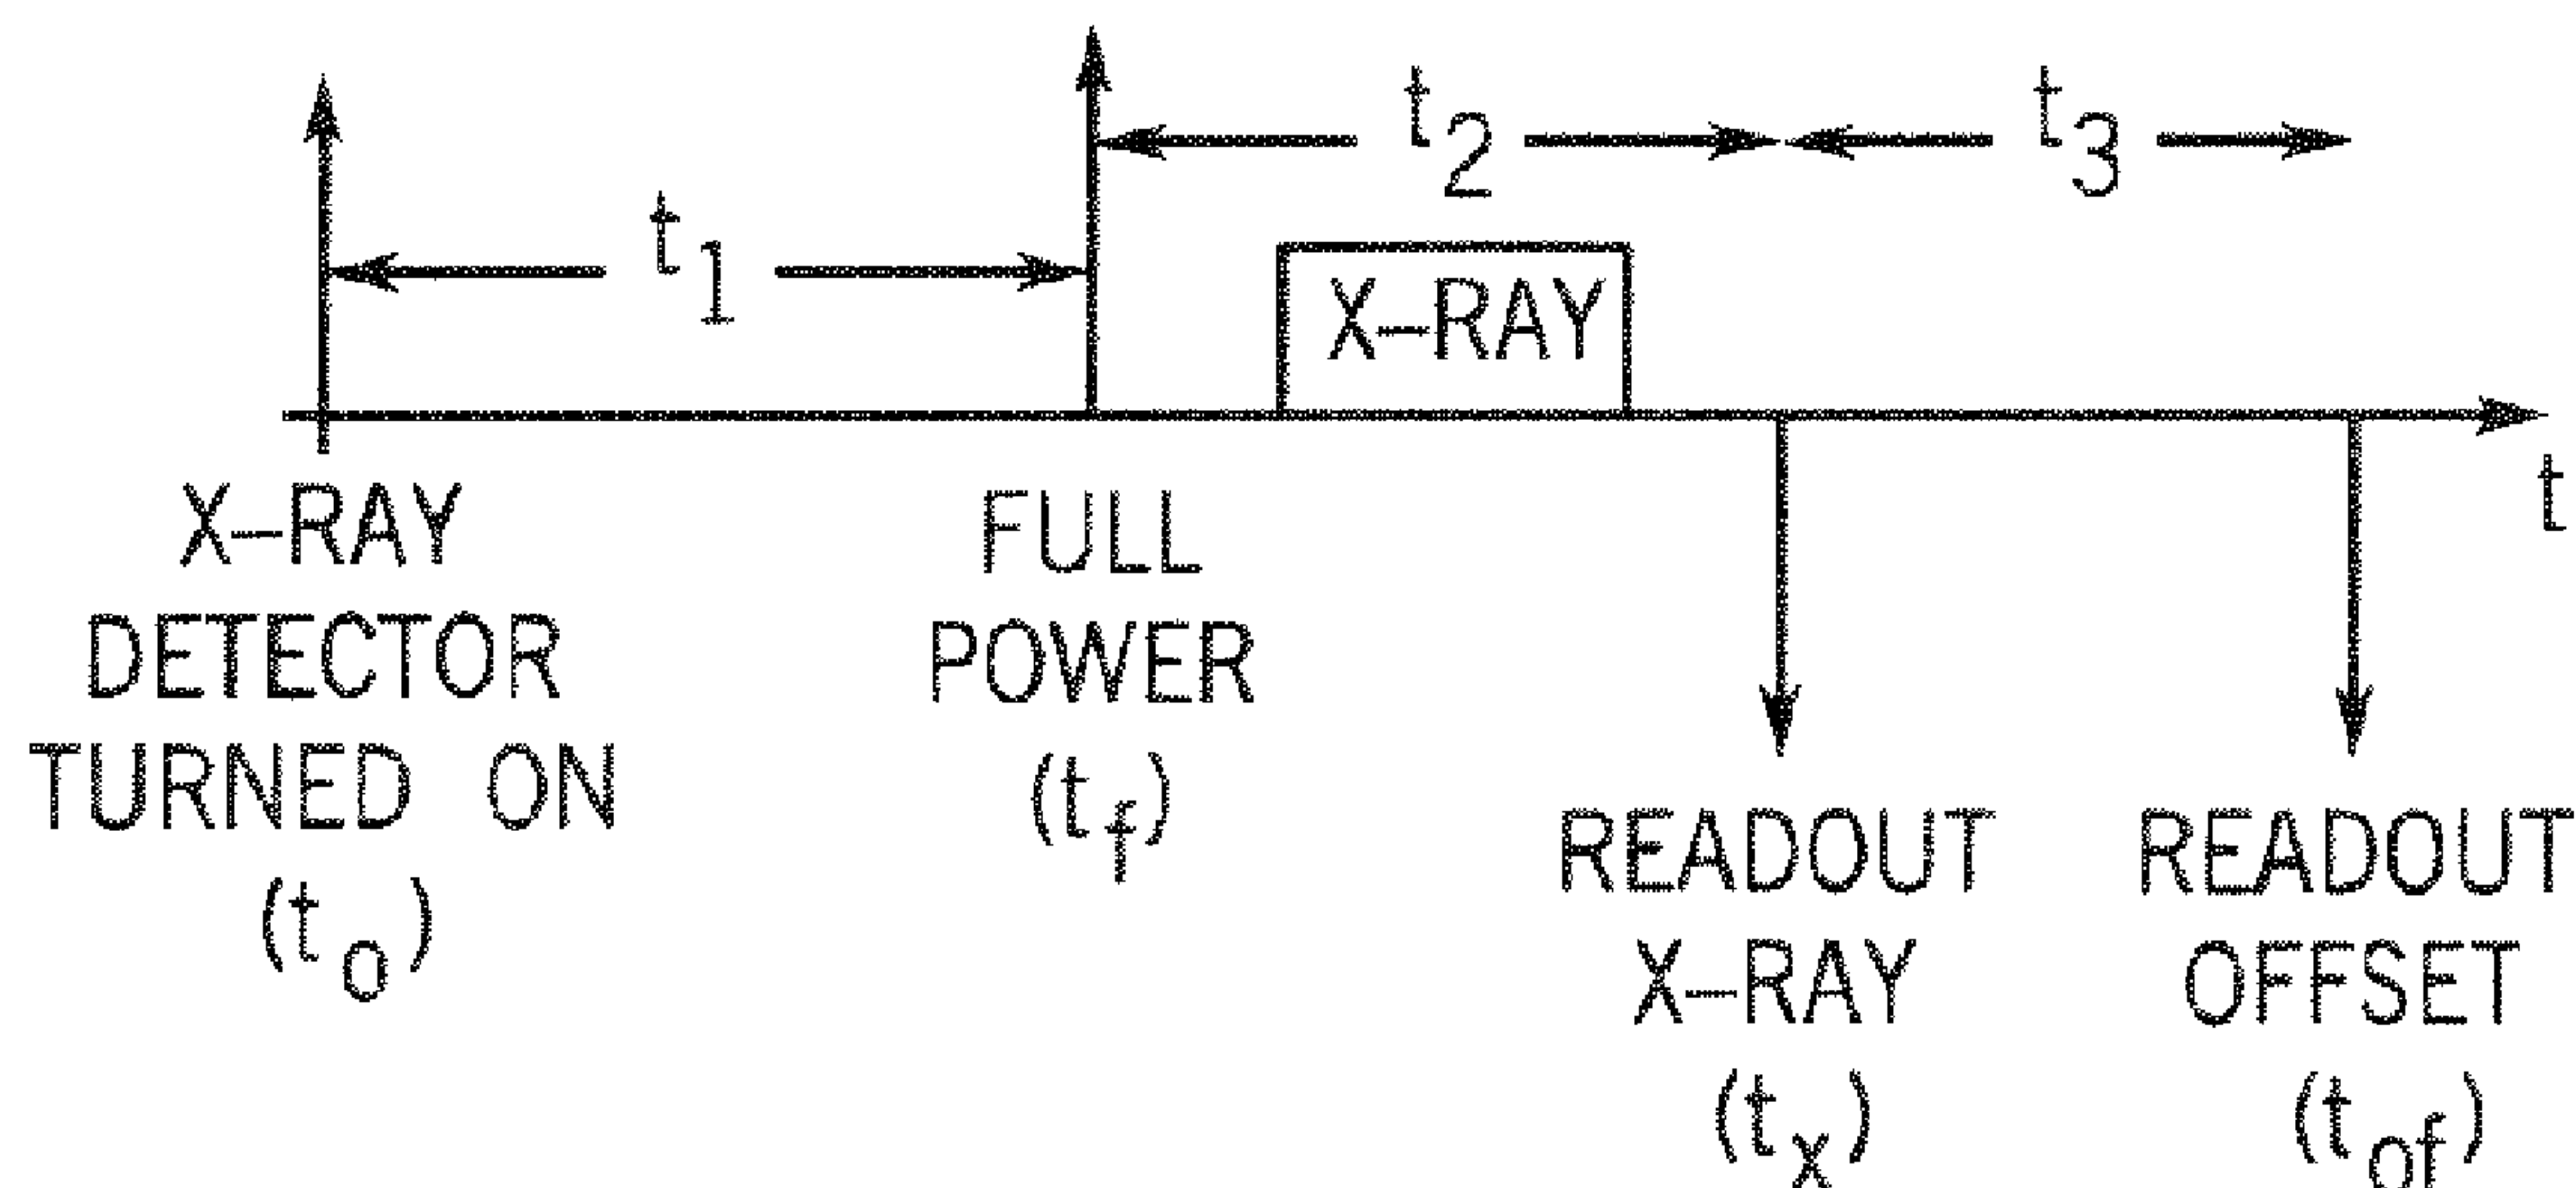 t2
t3
t1
X-RAY
t
X-RAY
DETECTOR
TURNED ON
(to)
FULL
POWER
(tf)
READOUT
X-RAY
(tx)
READOUT
OFFSET
(tof)